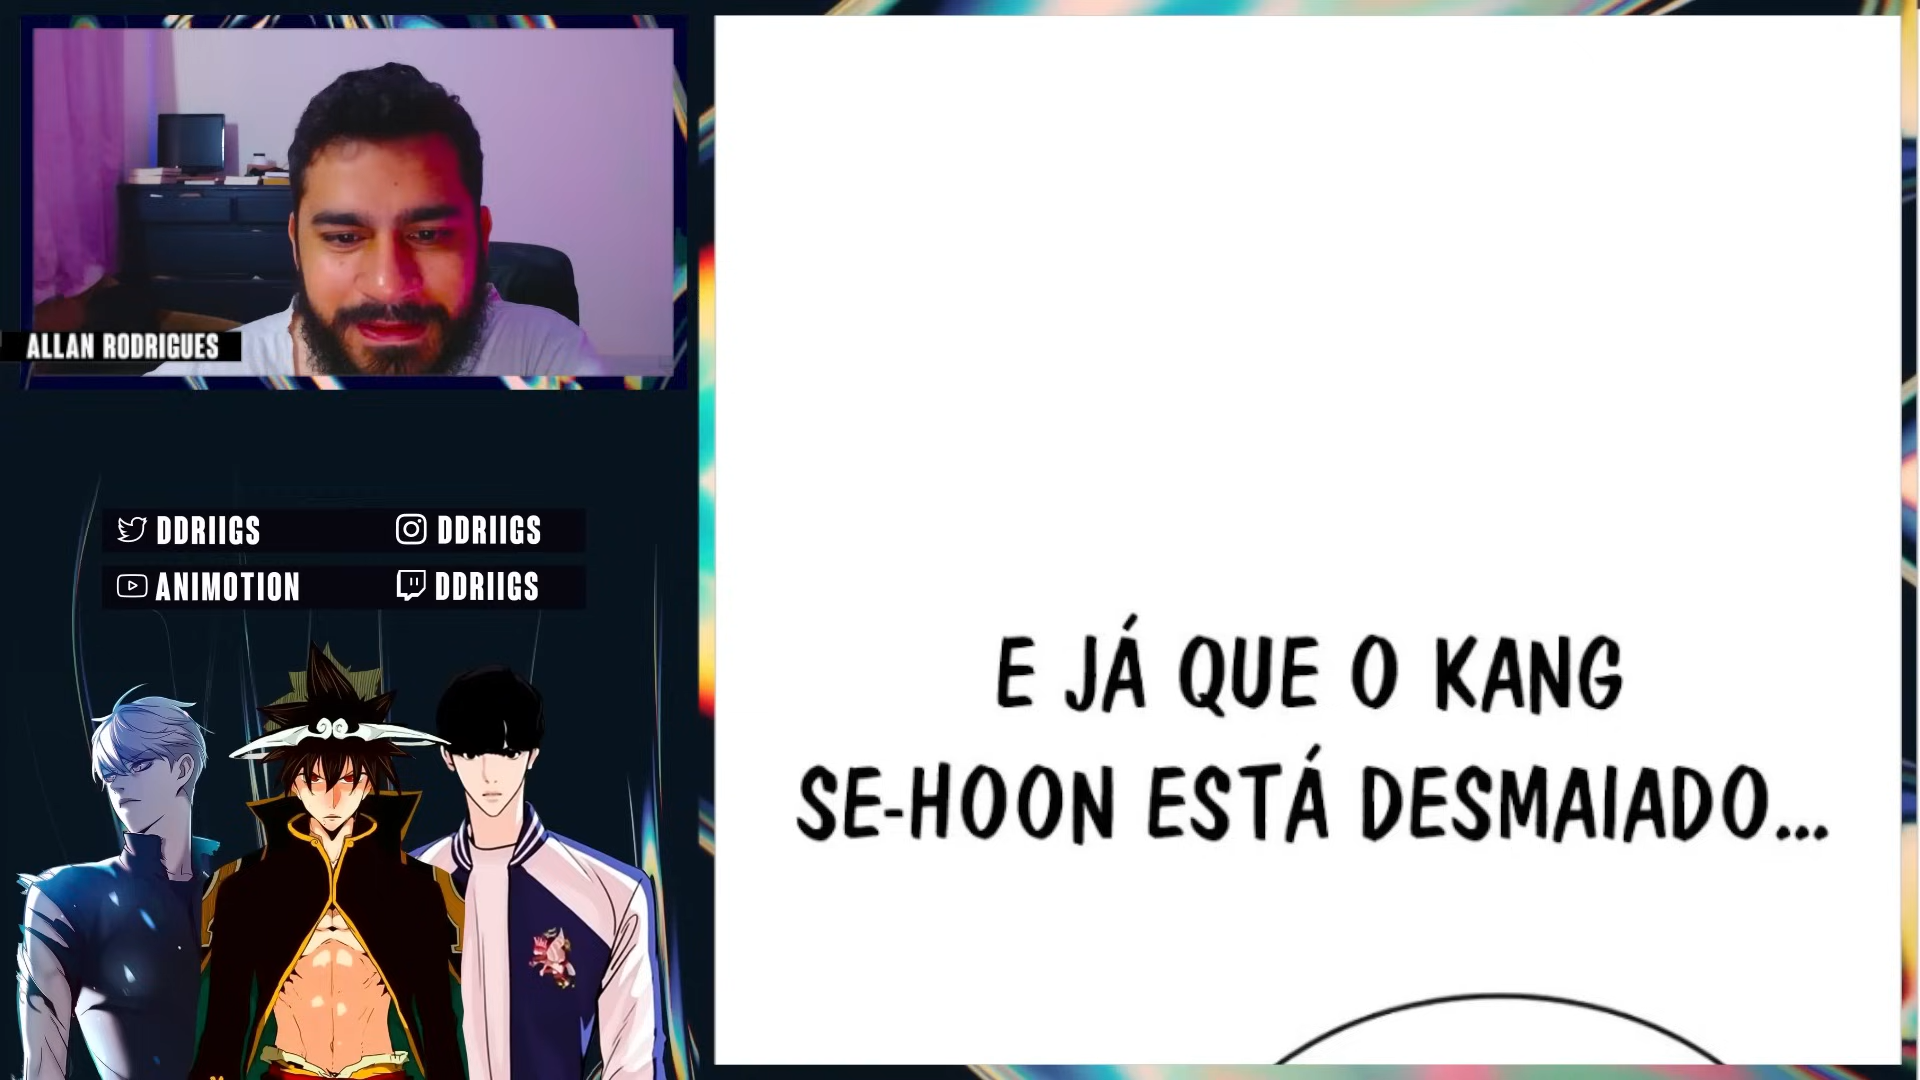 ALLAN RODRIGUES
DDRIIGS
DDRIIGS
ANIMOTION
DDRIIGS
E JÁ QUE O KANG
SE-HOON ESTÁ DESMAIADO...